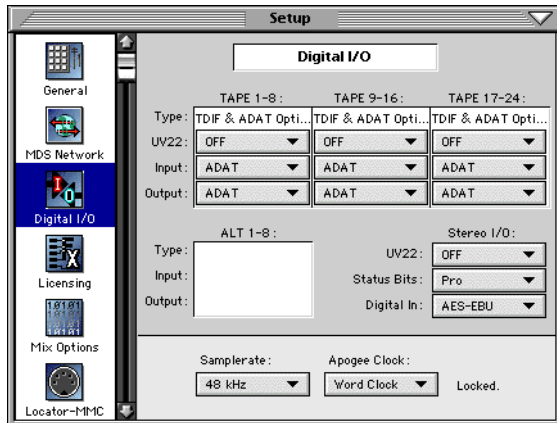 Setup
General
MDS Network
Digital I/O
Licensing
Mix Options
Locator-MMC
Digital I/O
TAPE 1-8: TAPE 9-16: TAPE 17-24:
Type: TDIF & ADAT Opti... TDIF & ADAT Opti... TDIF & ADAT Opti...
UV22: OFF OFF OFF
Input: ADAT ADAT ADAT
Output: ADAT ADAT ADAT
ALT 1-8: Stereo I/O:
Type:
Input:
Output:
UV22: OFF
Status Bits: Pro
Digital In: AES-EBU
Samplerate: Apogee Clock:
48 kHz Word Clock Locked.